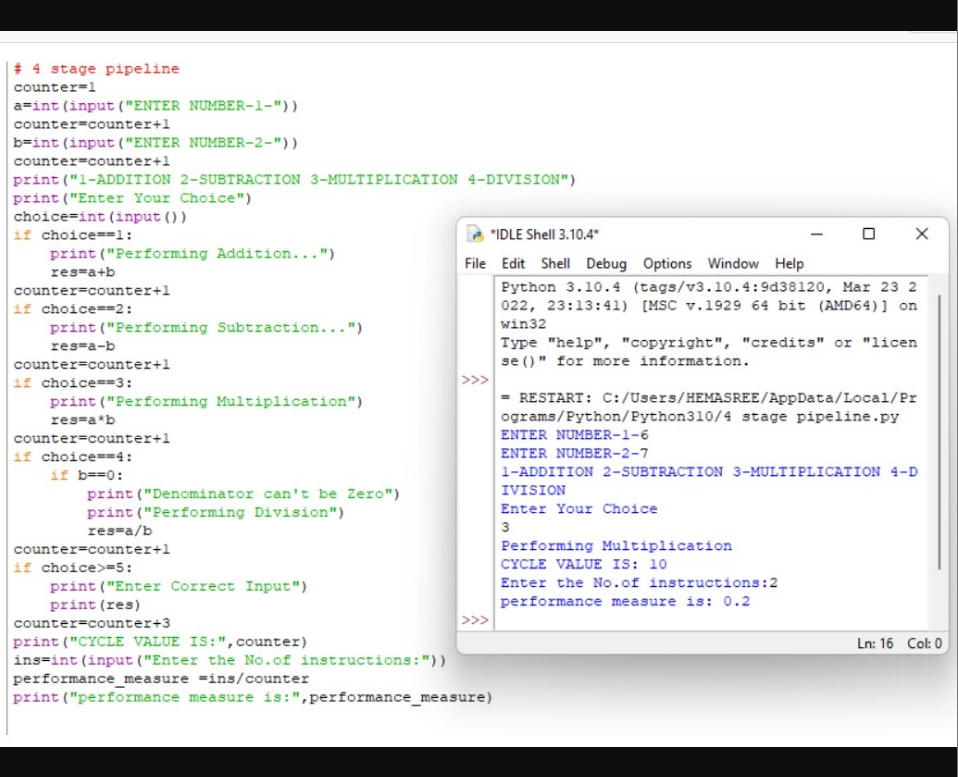 # 4 stage pipeline
counter=1
a=int(input("ENTER NUMBER-1-"))
counter=counter+1
b=int(input("ENTER NUMBER-2-"))
counter=counter+1
print("1-ADDITION 2-SUBTRACTION 3-MULTIPLICATION 4-DIVISION")
print("Enter Your Choice")
choice=int(input())
if choice==1:
    print("Performing Addition...")
    res=a+b
counter=counter+1
if choice==2:
    print("Performing Subtraction...")
    res=a-b
counter=counter+1
if choice==3:
    print("Performing Multiplication")
    res=a*b
counter=counter+1
if choice==4:
    if b==0:
        print("Denominator can't be Zero")
        print("Performing Division")
        res=a/b
counter=counter+1
if choice>=5:
    print("Enter Correct Input")
    print(res)
counter=counter+3
print("CYCLE VALUE IS:",counter)
ins=int(input("Enter the No.of instructions:"))
performance_measure =ins/counter
print("performance measure is:",performance_measure)
*IDLE Shell 3.10.4*
File Edit Shell Debug Options Window Help
Python 3.10.4 (tags/v3.10.4:9d38120, Mar 23 2
022, 23:13:41) [MSC v.1929 64 bit (AMD64)] on
win32
Type "help", "copyright", "credits" or "licen
se()" for more information.
>>>
= RESTART: C:/Users/HEMASREE/AppData/Local/Pr
ograms/Python/Python310/4 stage pipeline.py
ENTER NUMBER-1-6
ENTER NUMBER-2-7
1-ADDITION 2-SUBTRACTION 3-MULTIPLICATION 4-D
IVISION
Enter Your Choice
3
Performing Multiplication
CYCLE VALUE IS: 10
Enter the No.of instructions:2
performance measure is: 0.2
>>>
Ln: 16 Col: 0